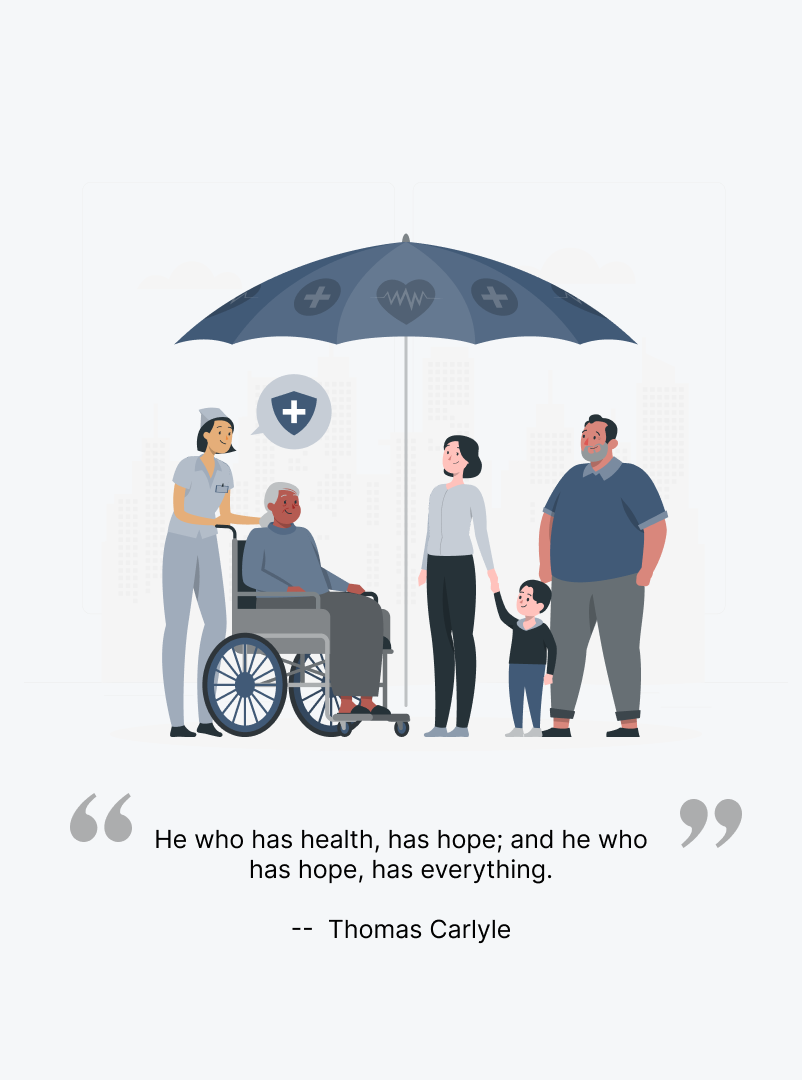 He who has health, has hope; and he who
has hope, has everything.
-- Thomas Carlyle